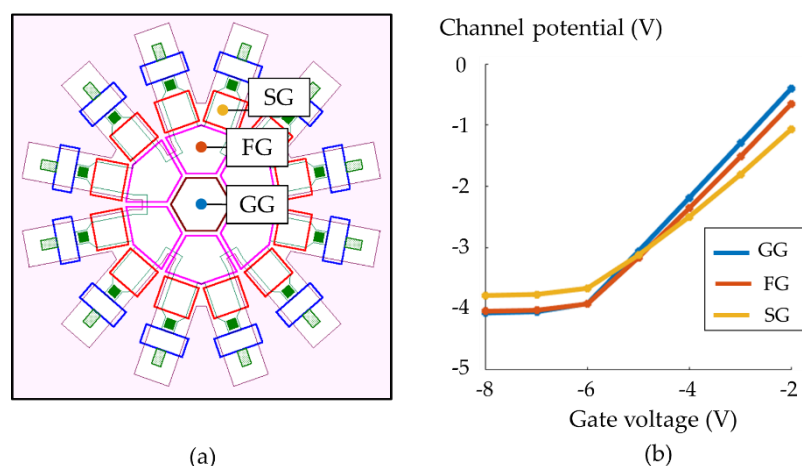 SG
FG
GG
(a)
Channel potential (V)
0
-1
-2
-3
-4
-5
-8
-6
-4
-2
GG
FG
SG
Gate voltage (V)
(b)